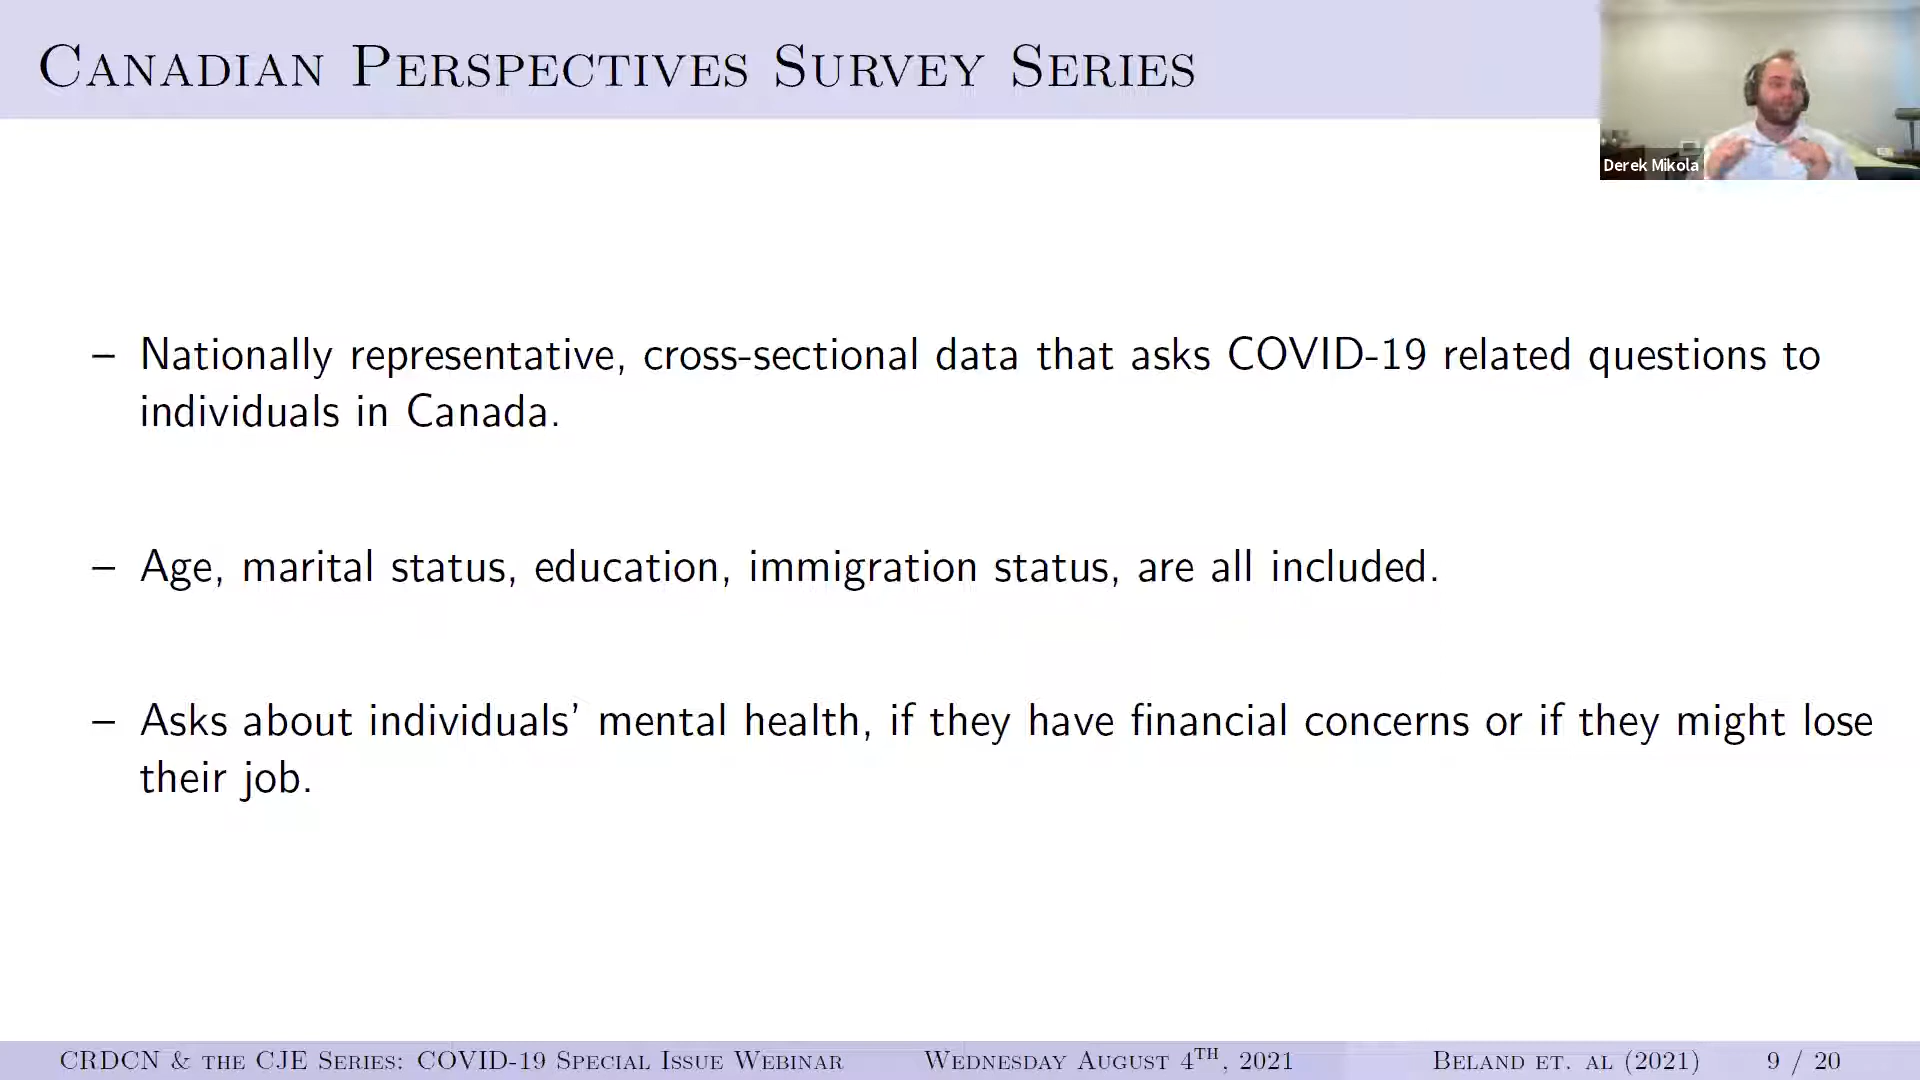 Canadian Perspectives Survey Series
Derek Mikola
– Nationally representative, cross-sectional data that asks COVID-19 related questions to
individuals in Canada.
– Age, marital status, education, immigration status, are all included.
– Asks about individuals’ mental health, if they have financial concerns or if they might lose
their job.
CRDCN & the CJE Series: COVID-19 Special Issue Webinar Wednesday August 4TH, 2021 Beland et. al (2021) 9 / 20